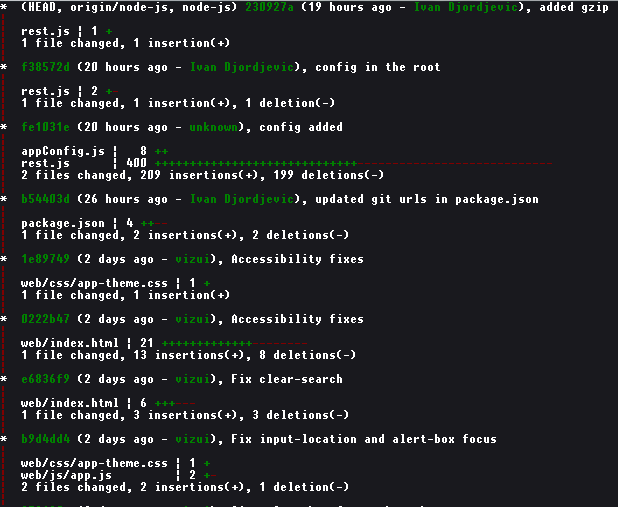 * (HEAD, origin/node-js, node-js) 230927a (19 hours ago - Ivan Djordjevic), added gzip
rest.js | 1 +
1 file changed, 1 insertion(+)
* f38572d (20 hours ago - Ivan Djordjevic), config in the root
rest.js | 2 +-
1 file changed, 1 insertion(+), 1 deletion(-)
* fe1031e (20 hours ago - unknown), config added
appConfig.js | 8 ++
rest.js | 400 +++++++++++++++++++++++++++++----------------------------
2 files changed, 209 insertions(+), 199 deletions(-)
* b54403d (26 hours ago - Ivan Djordjevic), updated git urls in package.json
package.json | 4 ++--
1 file changed, 2 insertions(+), 2 deletions(-)
* 1e89749 (2 days ago - vizui), Accessibility fixes
web/css/app-theme.css | 1 +
1 file changed, 1 insertion(+)
* 0222b47 (2 days ago - vizui), Accessibility fixes
web/index.html | 21 +++++++++++++--------
1 file changed, 13 insertions(+), 8 deletions(-)
* e6836f9 (2 days ago - vizui), Fix clear-search
web/index.html | 6 +++---
1 file changed, 3 insertions(+), 3 deletions(-)
* b9d4dd4 (2 days ago - vizui), Fix input-location and alert-box focus
web/css/app-theme.css | 1 +
web/js/app.js | 2 +-
2 files changed, 2 insertions(+), 1 deletion(-)